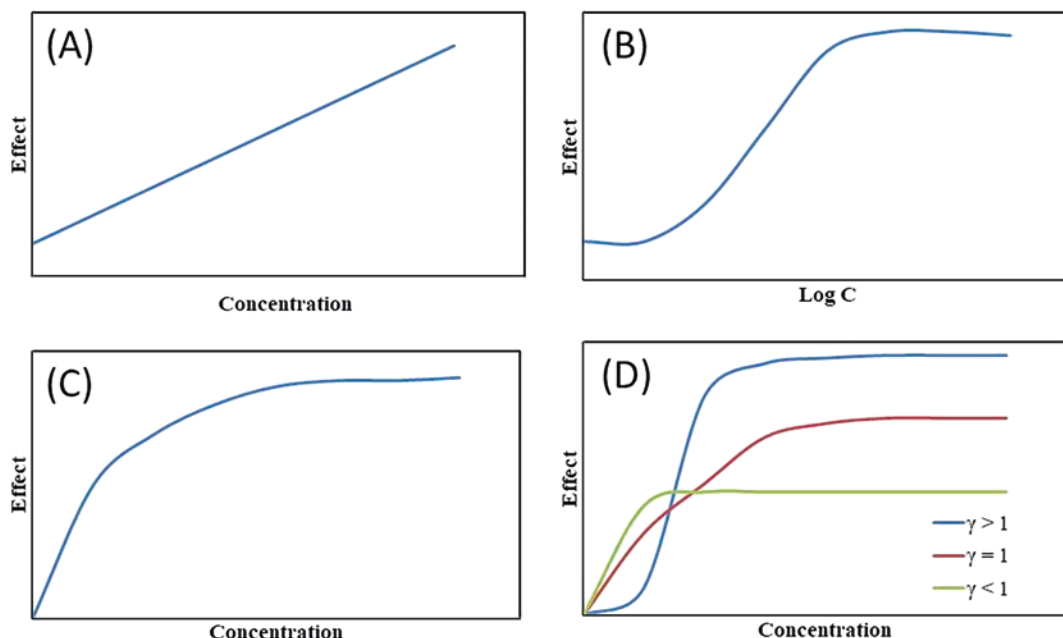 (A)
Effect
Concentration
(B)
Effect
Log C
(C)
Effect
Concentration
(D)
Effect
γ > 1
γ = 1
γ < 1
Concentration